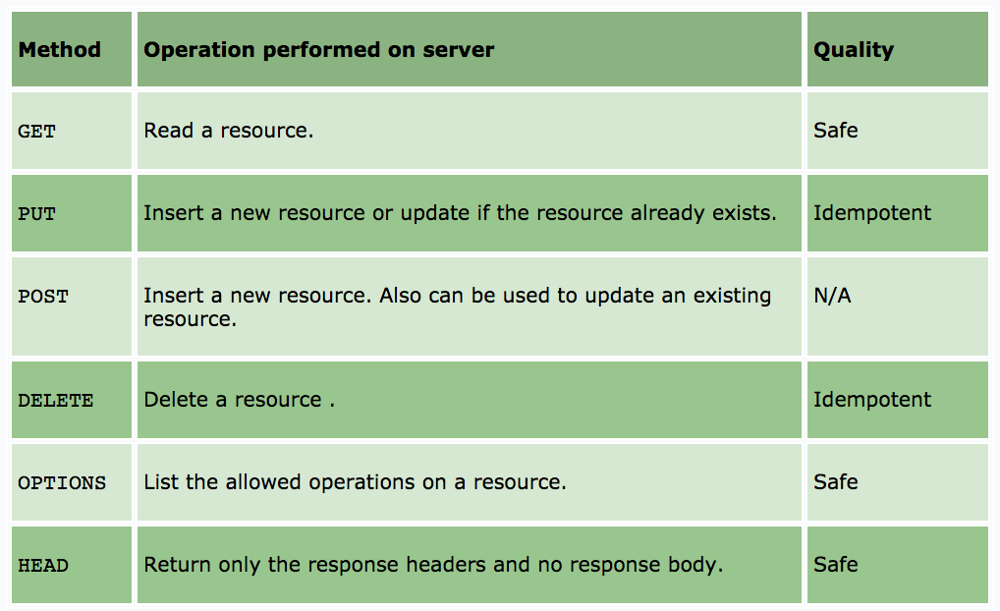 Method Operation performed on server Quality
GET Read a resource. Safe
PUT Insert a new resource or update if the resource already exists. Idempotent
POST Insert a new resource. Also can be used to update an existing N/A
resource.
DELETE Delete a resource . Idempotent
OPTIONS List the allowed operations on a resource. Safe
HEAD Return only the response headers and no response body. Safe